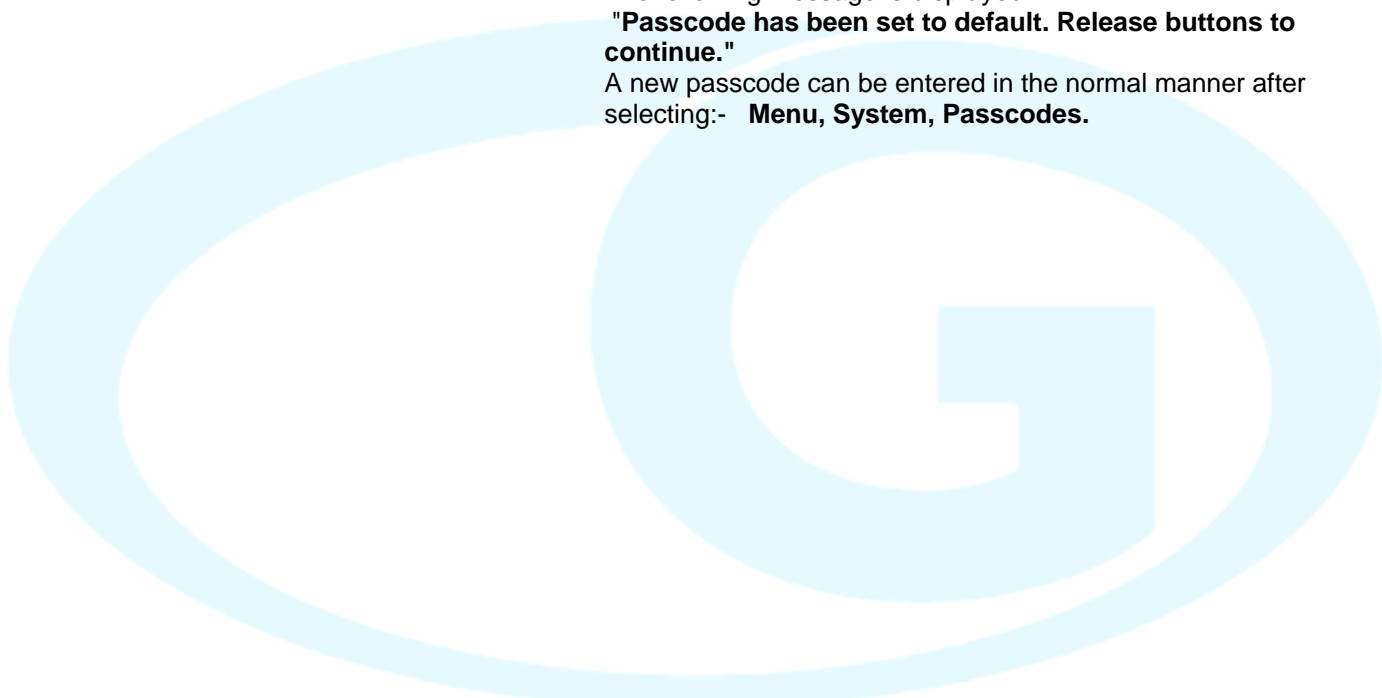 "Passcode has been set to default. Release buttons to
continue."
A new passcode can be entered in the normal manner after
selecting:- Menu, System, Passcodes.
G